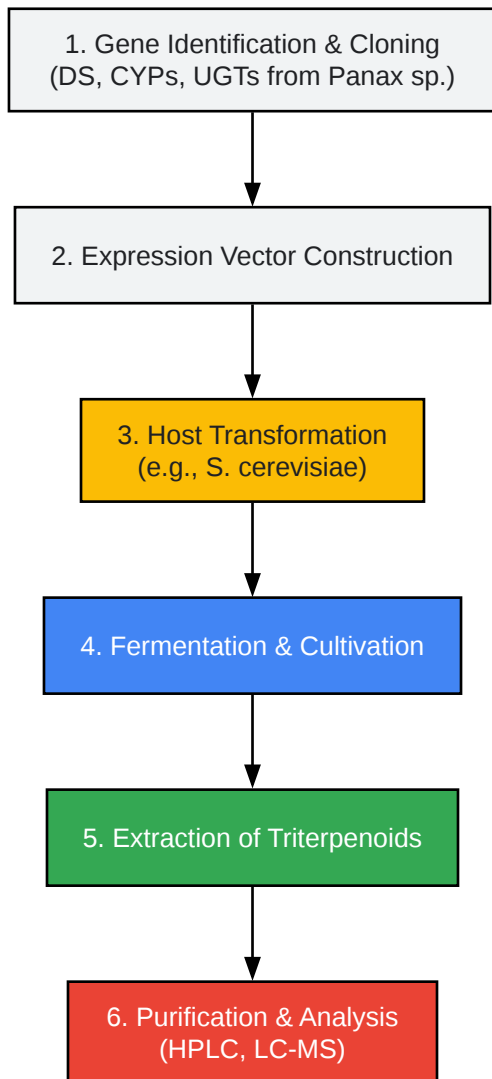 1. Gene Identification & Cloning
(DS, CYPs, UGTs from Panax sp.)
2. Expression Vector Construction
3. Host Transformation
(e.g., S. cerevisiae)
4. Fermentation & Cultivation
5. Extraction of Triterpenoids
6. Purification & Analysis
(HPLC, LC-MS)